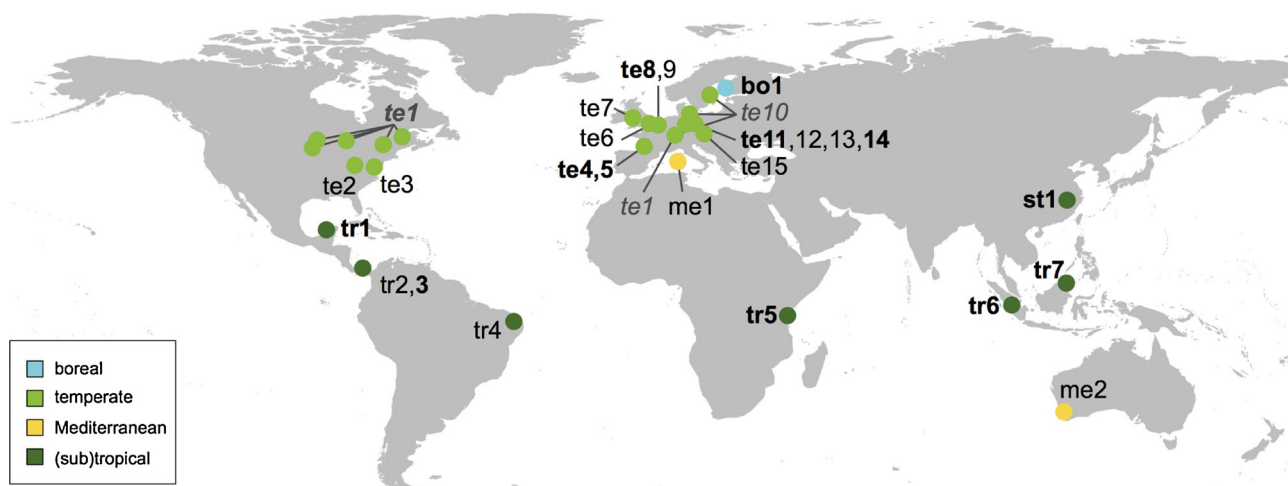 te8,9
bo1
te1
te7
te10
te6
te11,12,13,14
te2
te3
te4,5
te15
te1
me1
st1
tr1
tr7
tr2,3
tr6
tr5
tr4
me2
boreal
temperate
Mediterranean
(sub)tropical